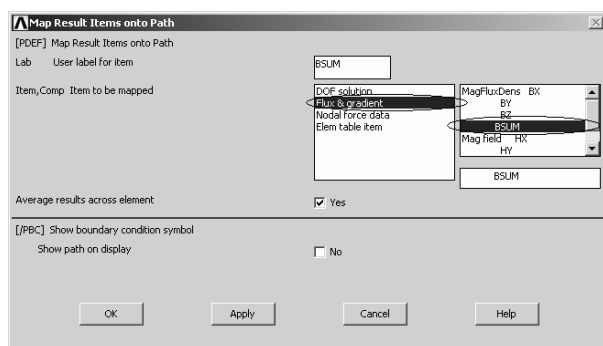 Map Result Items onto Path
[PDEF] Map Result Items onto Path
Lab User label for item BSUM
Item,Comp Item to be mapped
DOF solution MagFluxDens BX
Flux & gradient BY
Nodal force data BZ
Elem table item BSUM
Mag field HX
HY
BSUM
Average results across element Yes
[/PBC] Show boundary condition symbol
Show path on display No
OK Apply Cancel Help